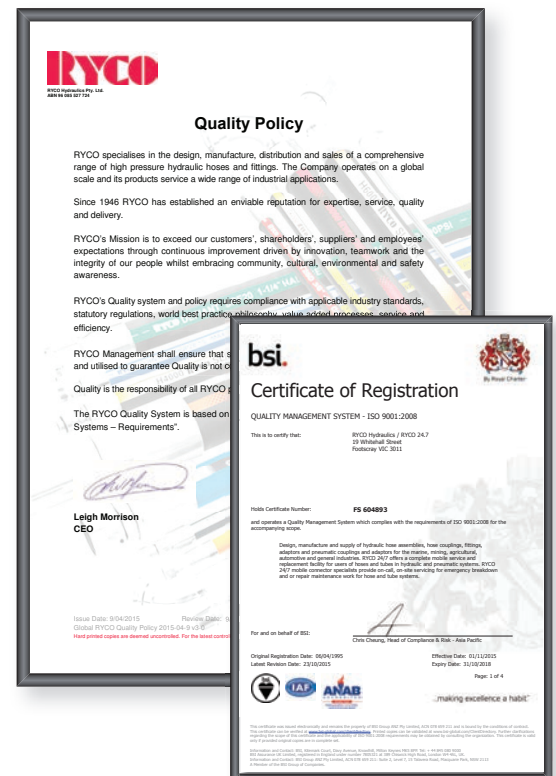 RYCO
RYCO Hydraulics Pty. Ltd.
ABN 96 085 827 724
Quality Policy
RYCO specialises in the design, manufacture, distribution and sales of a comprehensive
range of high pressure hydraulic hoses and fittings. The Company operates on a global
scale and its products service a wide range of industrial applications.
Since 1946 RYCO has established an enviable reputation for expertise, service, quality
and delivery.
RYCO's Mission is to exceed our customers', shareholders', suppliers' and employees'
expectations through continuous improvement driven by innovation, teamwork and the
integrity of our people whilst embracing community, cultural, environmental and safety
awareness.
RYCO's Quality system and policy requires compliance with applicable industry standards,
statutory regulations, world best practice philosophy, value added processes, service and
efficiency.
RYCO Management shall ensure that
and utilised to guarantee Quality is not
Quality is the responsibility of all RYCO
The RYCO Quality System is based on
Systems – Requirements".
Leigh Morrison
CEO
Issue Date: 9/04/2015 Review Date:
Global RYCO Quality Policy 2015-04-9 v3.0
Hard printed copies are deemed uncontrolled. For the latest
bsi.
By Royal Charter
Certificate of Registration
QUALITY MANAGEMENT SYSTEM - ISO 9001:2008
This is to certify that: RYCO Hydraulics / RYCO 24.7
19 Whitehall Street
Footscray VIC 3011
Holds Certificate Number: FS 604893
and operates a Quality Management System which complies with the requirements of ISO 9001:2008 for the
accompanying scope.
Design, manufacture and supply of hydraulic hose assemblies, hose couplings, fittings,
adaptors and pneumatic couplings and adaptors for the marine, mining, agricultural,
automotive and general industries. RYCO 24/7 offers a complete mobile service and
replacement facility for users of hoses and tubes in hydraulic and pneumatic systems. RYCO
24/7 mobile connector specialists provide on-call, on-site servicing for emergency breakdown
and or repair maintenance work for hose and tube systems.
For and on behalf of BSI:
Chris Cheung, Head of Compliance & Risk - Asia Pacific
Original Registration Date: 06/04/1995 Effective Date: 01/11/2015
Latest Revision Date: 23/10/2015 Expiry Date: 31/10/2018
Page: 1 of 4
IAF
ANAB
...making excellence a habit.™